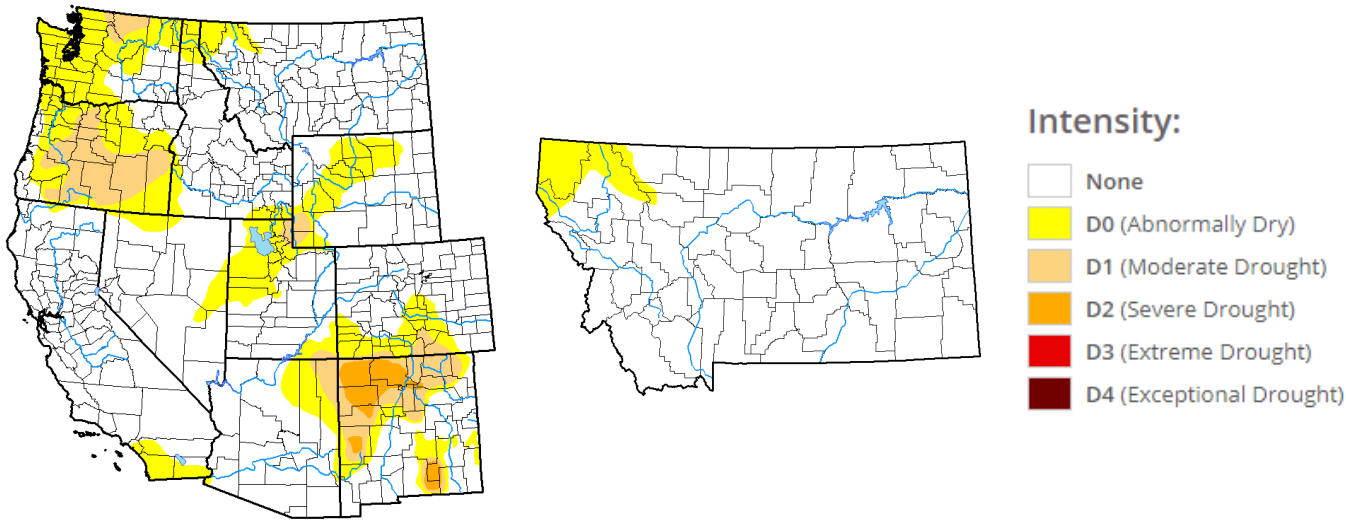 Intensity:
None
D0 (Abnormally Dry)
D1 (Moderate Drought)
D2 (Severe Drought)
D3 (Extreme Drought)
D4 (Exceptional Drought)